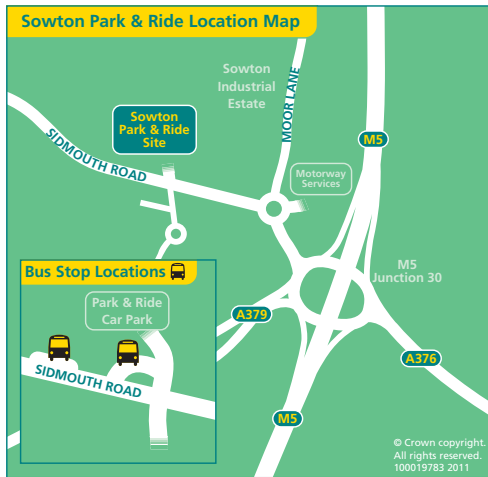 Sowton Park & Ride Location Map
Sowton
Industrial
Estate
MOOR LANE
Sowton
Park & Ride
Site
M5
SIDMOUTH ROAD
Motorway
Services
M5
Junction 30
Bus Stop Locations
Park & Ride
Car Park
A379
A376
SIDMOUTH ROAD
M5
© Crown copyright.
All rights reserved.
100019783 2011